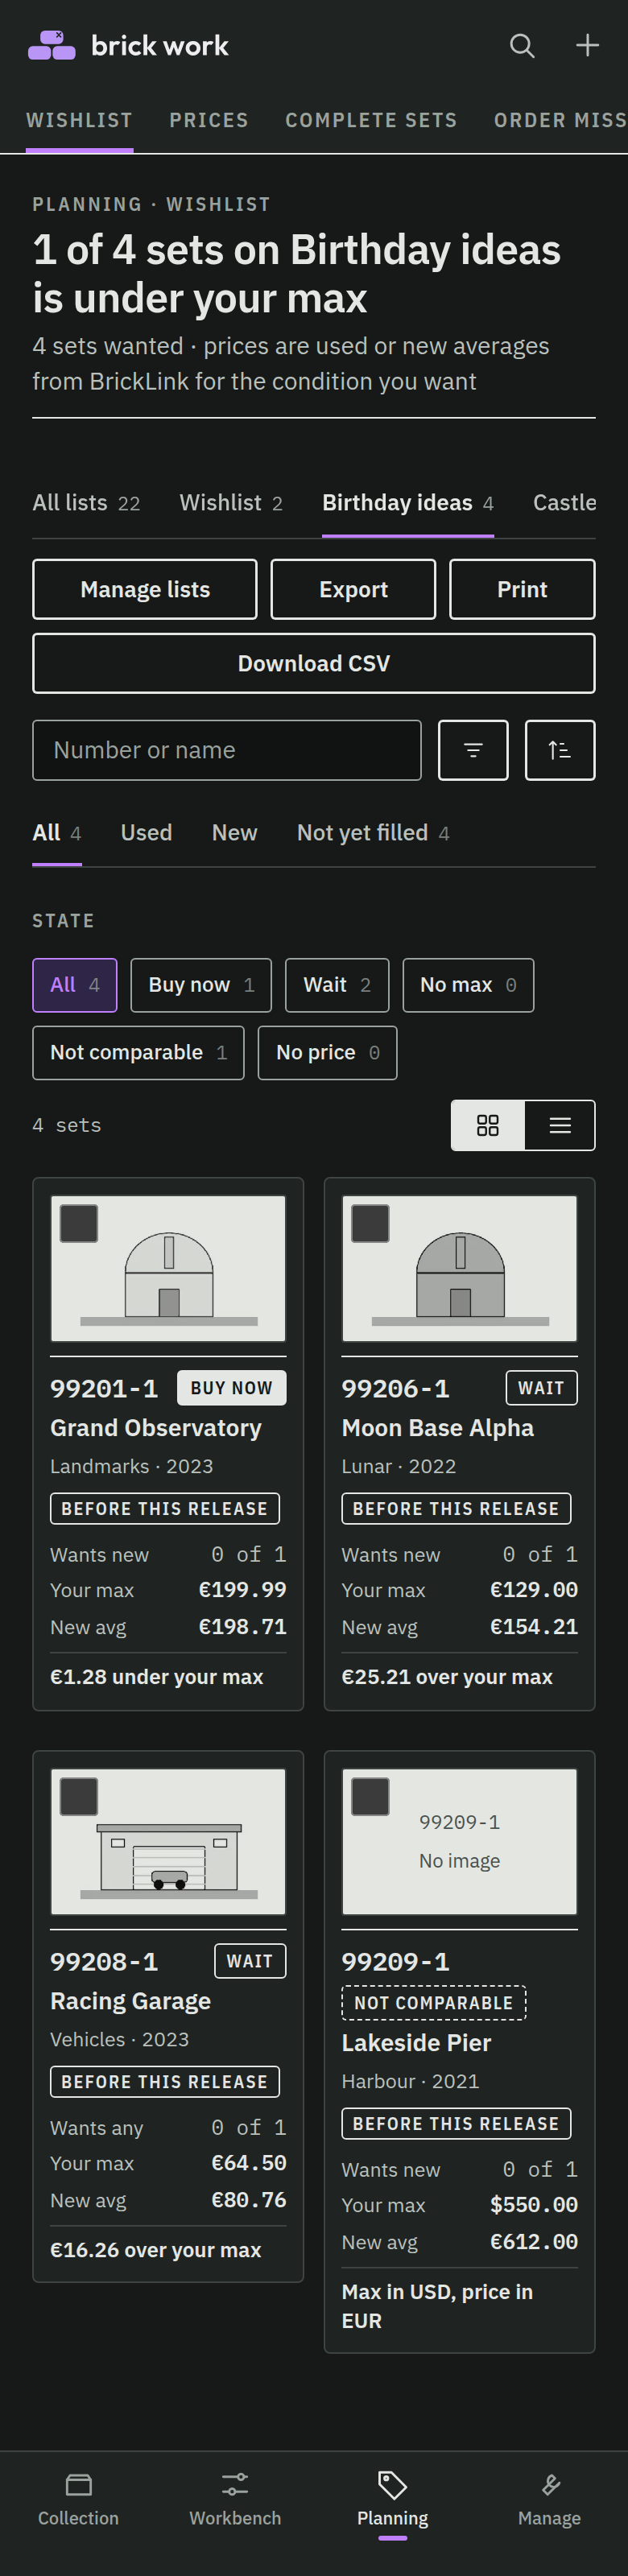 brick work
WISHLIST PRICES COMPLETE SETS ORDER MISS
PLANNING · WISHLIST
1 of 4 sets on Birthday ideas
is under your max
4 sets wanted · prices are used or new averages
from BrickLink for the condition you want
All lists 22 Wishlist 2 Birthday ideas 4 Castle
Manage lists Export Print
Download CSV
Number or name
All 4 Used New Not yet filled 4
STATE
All 4 Buy now 1 Wait 2 No max 0
Not comparable 1 No price 0
4 sets
99201-1 BUY NOW
Grand Observatory
Landmarks · 2023
BEFORE THIS RELEASE
Wants new 0 of 1
Your max €199.99
New avg €198.71
€1.28 under your max
99206-1 WAIT
Moon Base Alpha
Lunar · 2022
BEFORE THIS RELEASE
Wants new 0 of 1
Your max €129.00
New avg €154.21
€25.21 over your max
99208-1 WAIT
Racing Garage
Vehicles · 2023
BEFORE THIS RELEASE
Wants any 0 of 1
Your max €64.50
New avg €80.76
€16.26 over your max
99209-1
No image
99209-1
NOT COMPARABLE
Lakeside Pier
Harbour · 2021
BEFORE THIS RELEASE
Wants new 0 of 1
Your max $550.00
New avg €612.00
Max in USD, price in
EUR
Collection Workbench Planning Manage